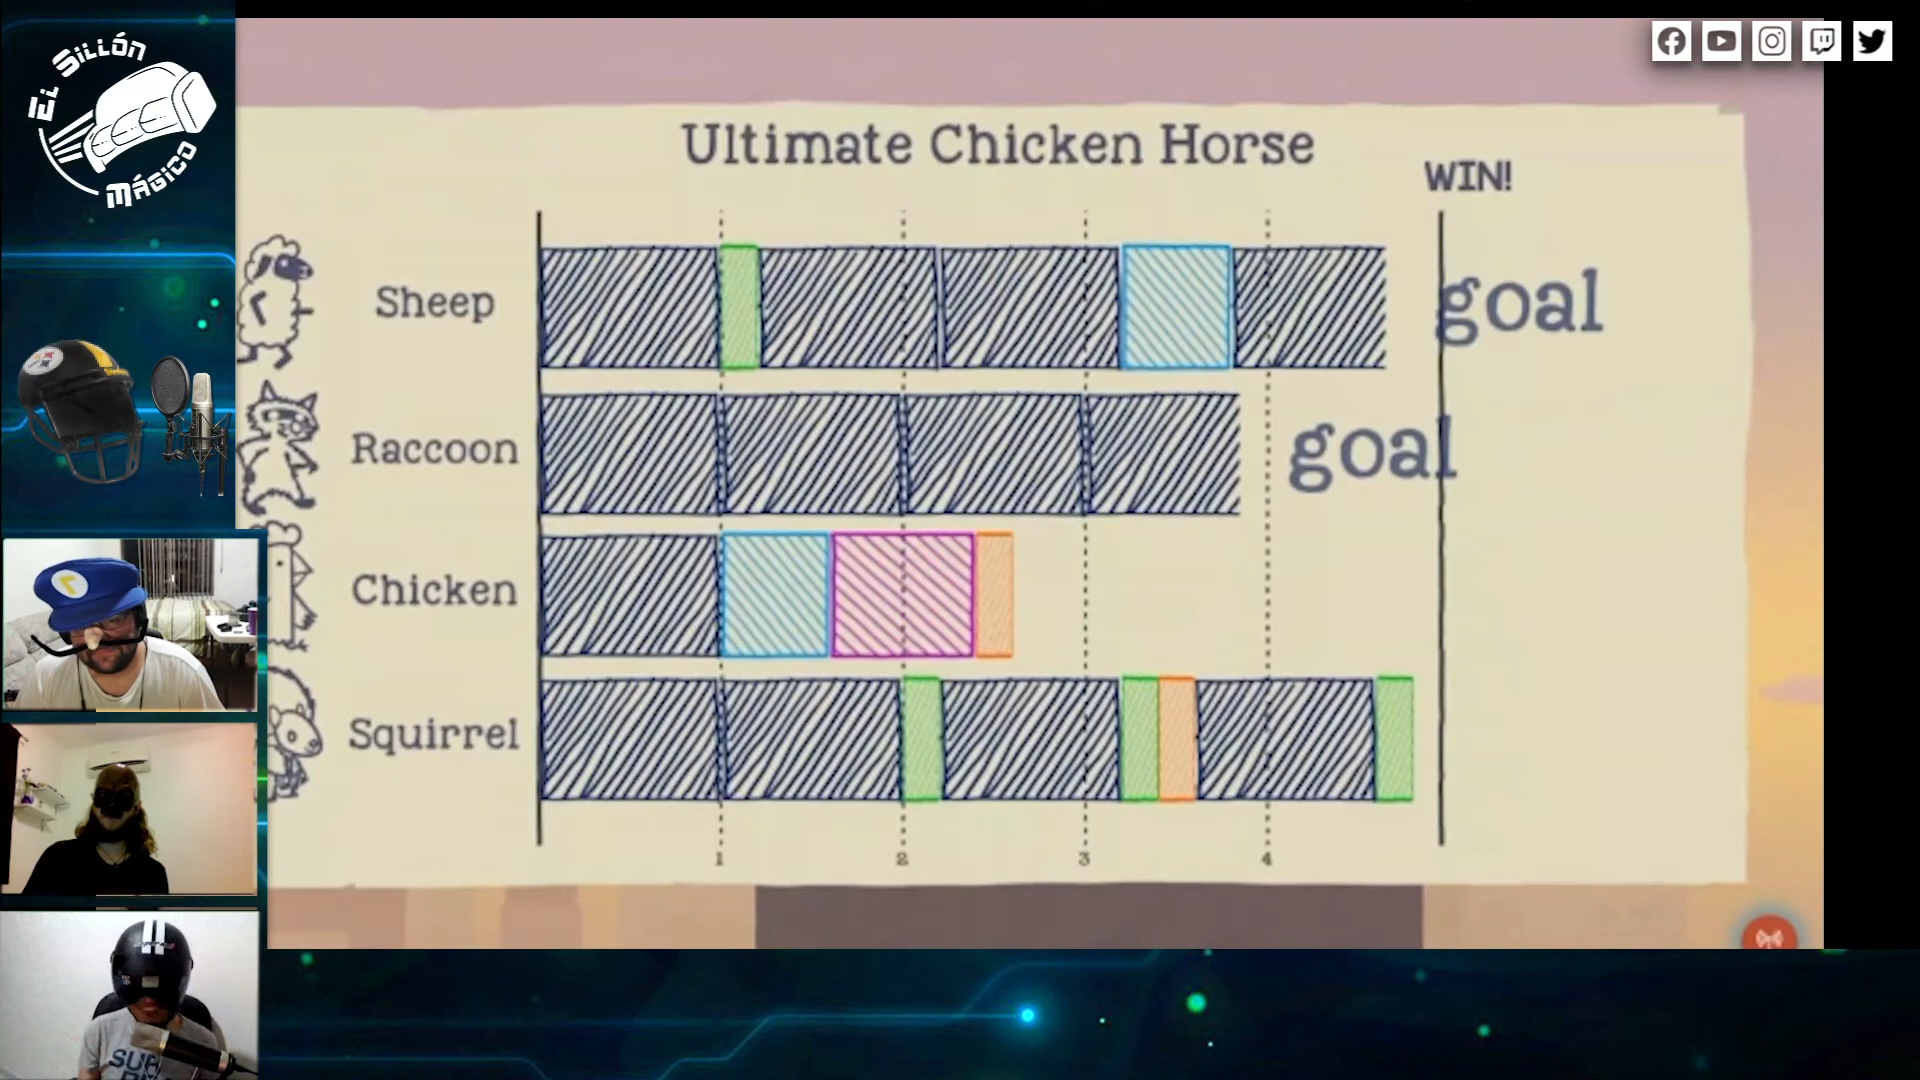 El Sillón
Mágico
Ultimate Chicken Horse
WIN!
Sheep
goal
Raccoon
goal
Chicken
Squirrel
1
2
3
4